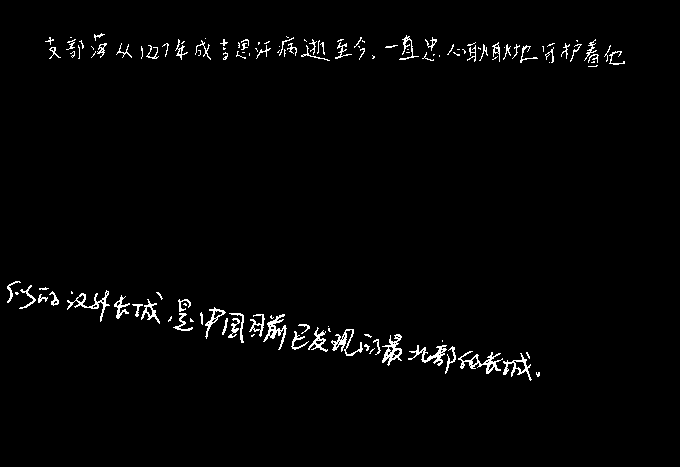 支部落从1227年成吉思汗病逝至今,一直忠心耿耿地守护着他
的汉外长城,是中国目前已发现的最北部的长城.